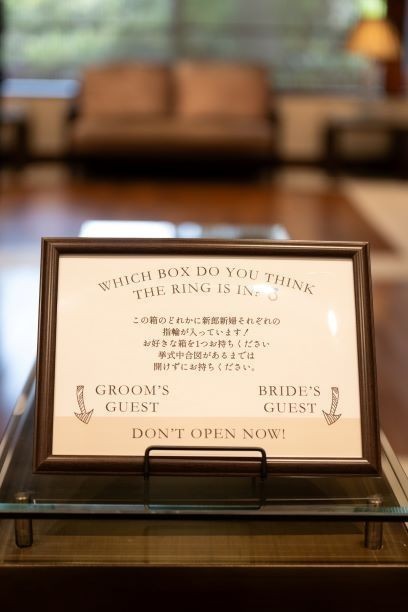 WHICH BOX DO YOU THINK
THE RING IS IN
この箱のどれかに新郎新婦それぞれの
指輪が入っています！
お好きな箱を1つお持ちください
挙式中合図があるまでは
開けずにお持ちください。
GROOM'S
GUEST
BRIDE'S
GUEST
DON'T OPEN NOW!